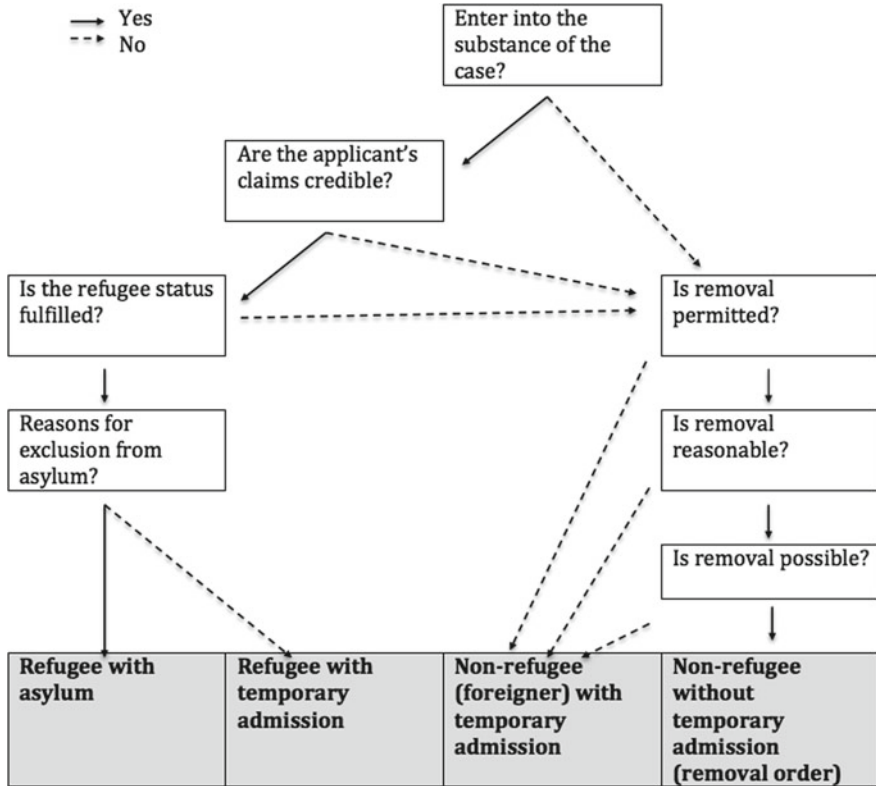 Yes
No
Enter into the
substance of the
case?
Are the applicant's
claims credible?
Is the refugee status
fulfilled?
Is removal
permitted?
Reasons for
exclusion from
asylum?
Is removal
reasonable?
Is removal possible?
Refugee with
asylum
Refugee with
temporary
admission
Non-refugee
(foreigner) with
temporary
admission
Non-refugee
without
temporary
admission
(removal order)